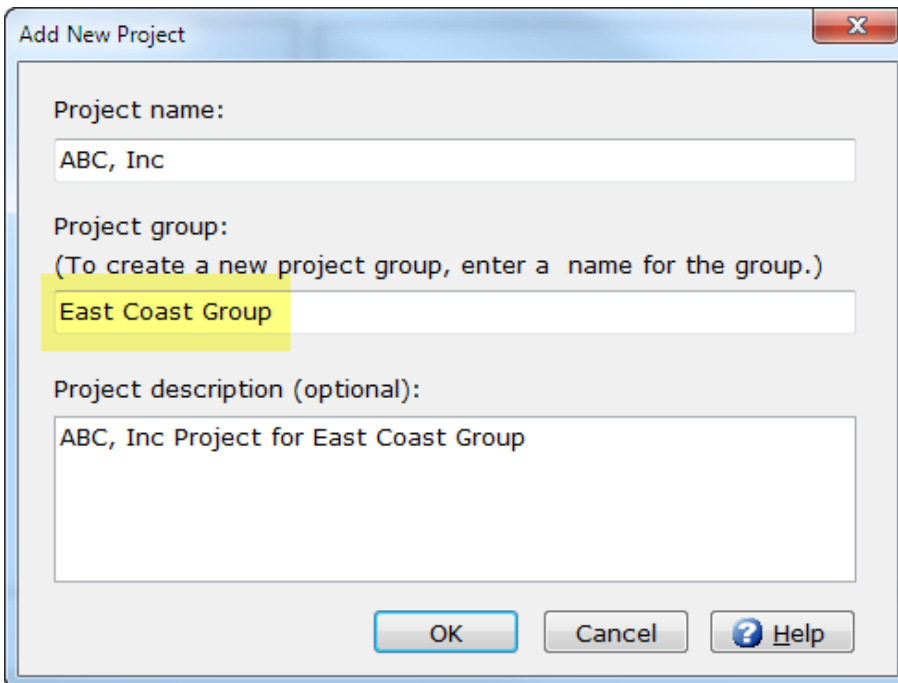 Add New Project
Project name:
ABC, Inc
Project group:
(To create a new project group, enter a  name for the group.)
East Coast Group
Project description (optional):
ABC, Inc Project for East Coast Group
OK
Cancel
Help